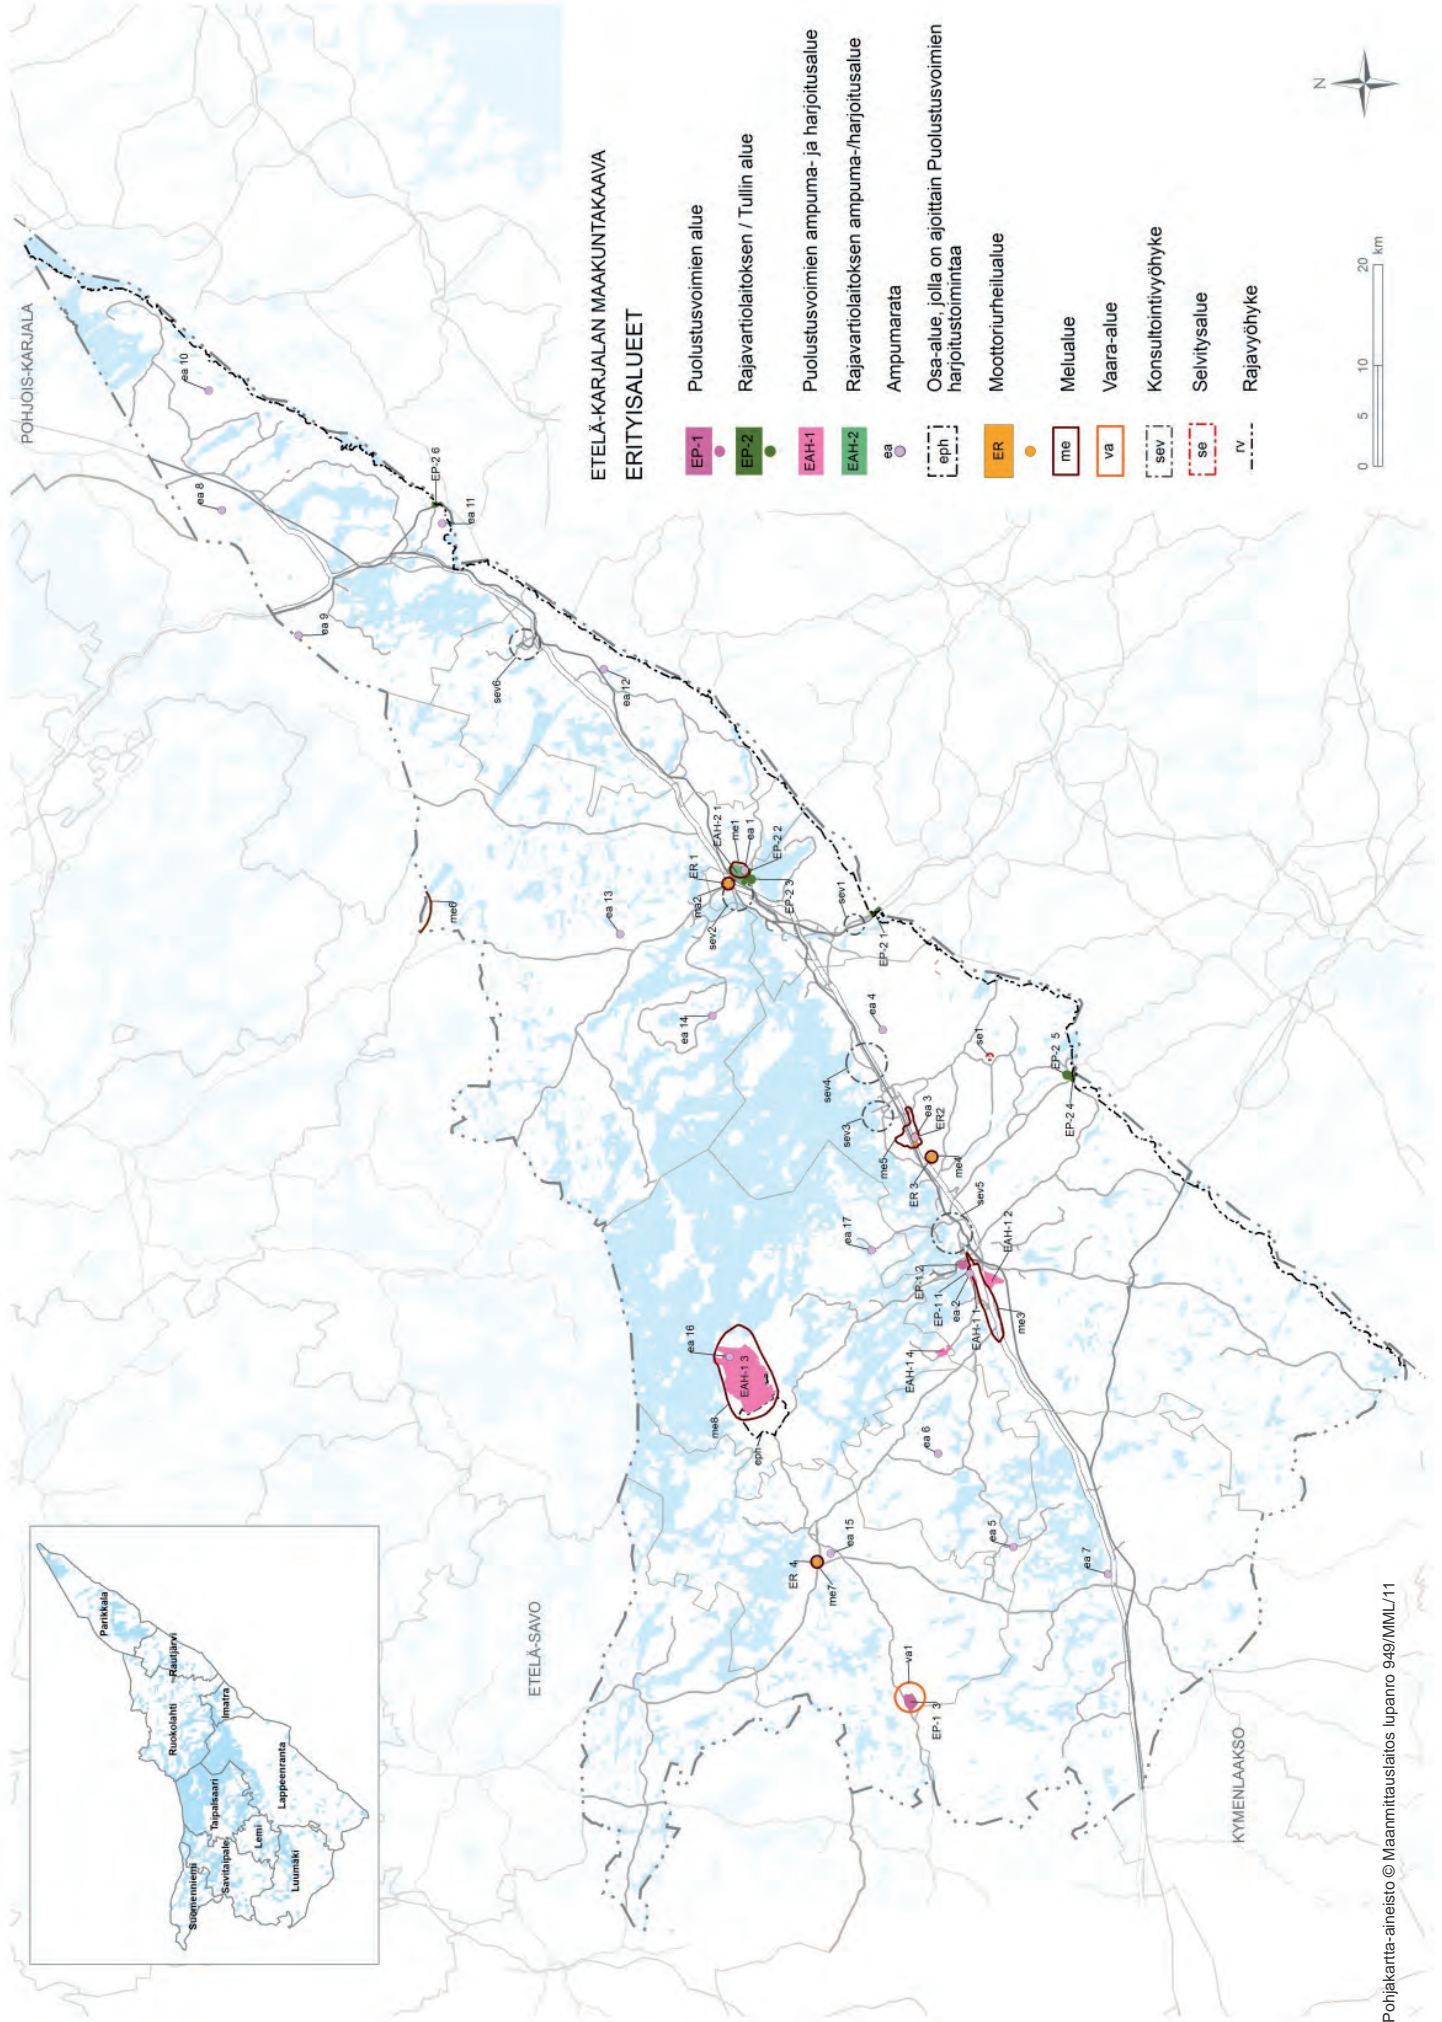 ETELÄ-KARJALAN MAAKUNTAKAAVA
ERITYISALUEET
EP-1 Puolustusvoimien alue
EP-2 Rajavartiolaitoksen / Tullin alue
EAH-1 Puolustusvoimien ampuma- ja harjoitusalue
EAH-2 Rajavartiolaitoksen ampuma-/harjoitusalue
ea Ampumarata
eph Osa-alue, jolla on ajoittain Puolustusvoimien
harjoitustoimintaa
ER Moottoriurheilualue
me Melualue
va Vaara-alue
sev Konsultointivyöhyke
se Selvitysalue
rv Rajavyöhyke
0 5 10 20
km
N
POHJOIS-KARJALA
ETELÄ-SAVO
KYMENLAAKSO
Parikkala
Rautjärvi
Ruokolahti
Imatra
Taipalsaari
Lappeenranta
Suomenniemi
Savitaipale
Lemi
Luumäki
ea 10
ea 8
ea 9
EP-2 6
ea 11
sev6
ea 12
EAH-2 1
me1
ea 1
EP-2 2
ER 1
EP-2 3
ma2
sev2
ea 13
me6
sev1
EP-2 1
ea 14
ea 4
sev4
se1
EP-2 5
EP-2 4
sev3
ea 3
ER2
me5
me4
ER 3
sev5
ea 17
EAH-1 2
EP-1 2
EP-1 1
ea 2
EAH-1 1
me3
EAH-1 4
ea 16
EAH-1 3
me8
eph
ea 6
ea 5
ea 15
ER 4
me7
ea 7
va1
EP-1 3
Pohjakartta-aineisto © Maanmittauslaitos lupanro 949/MML/11